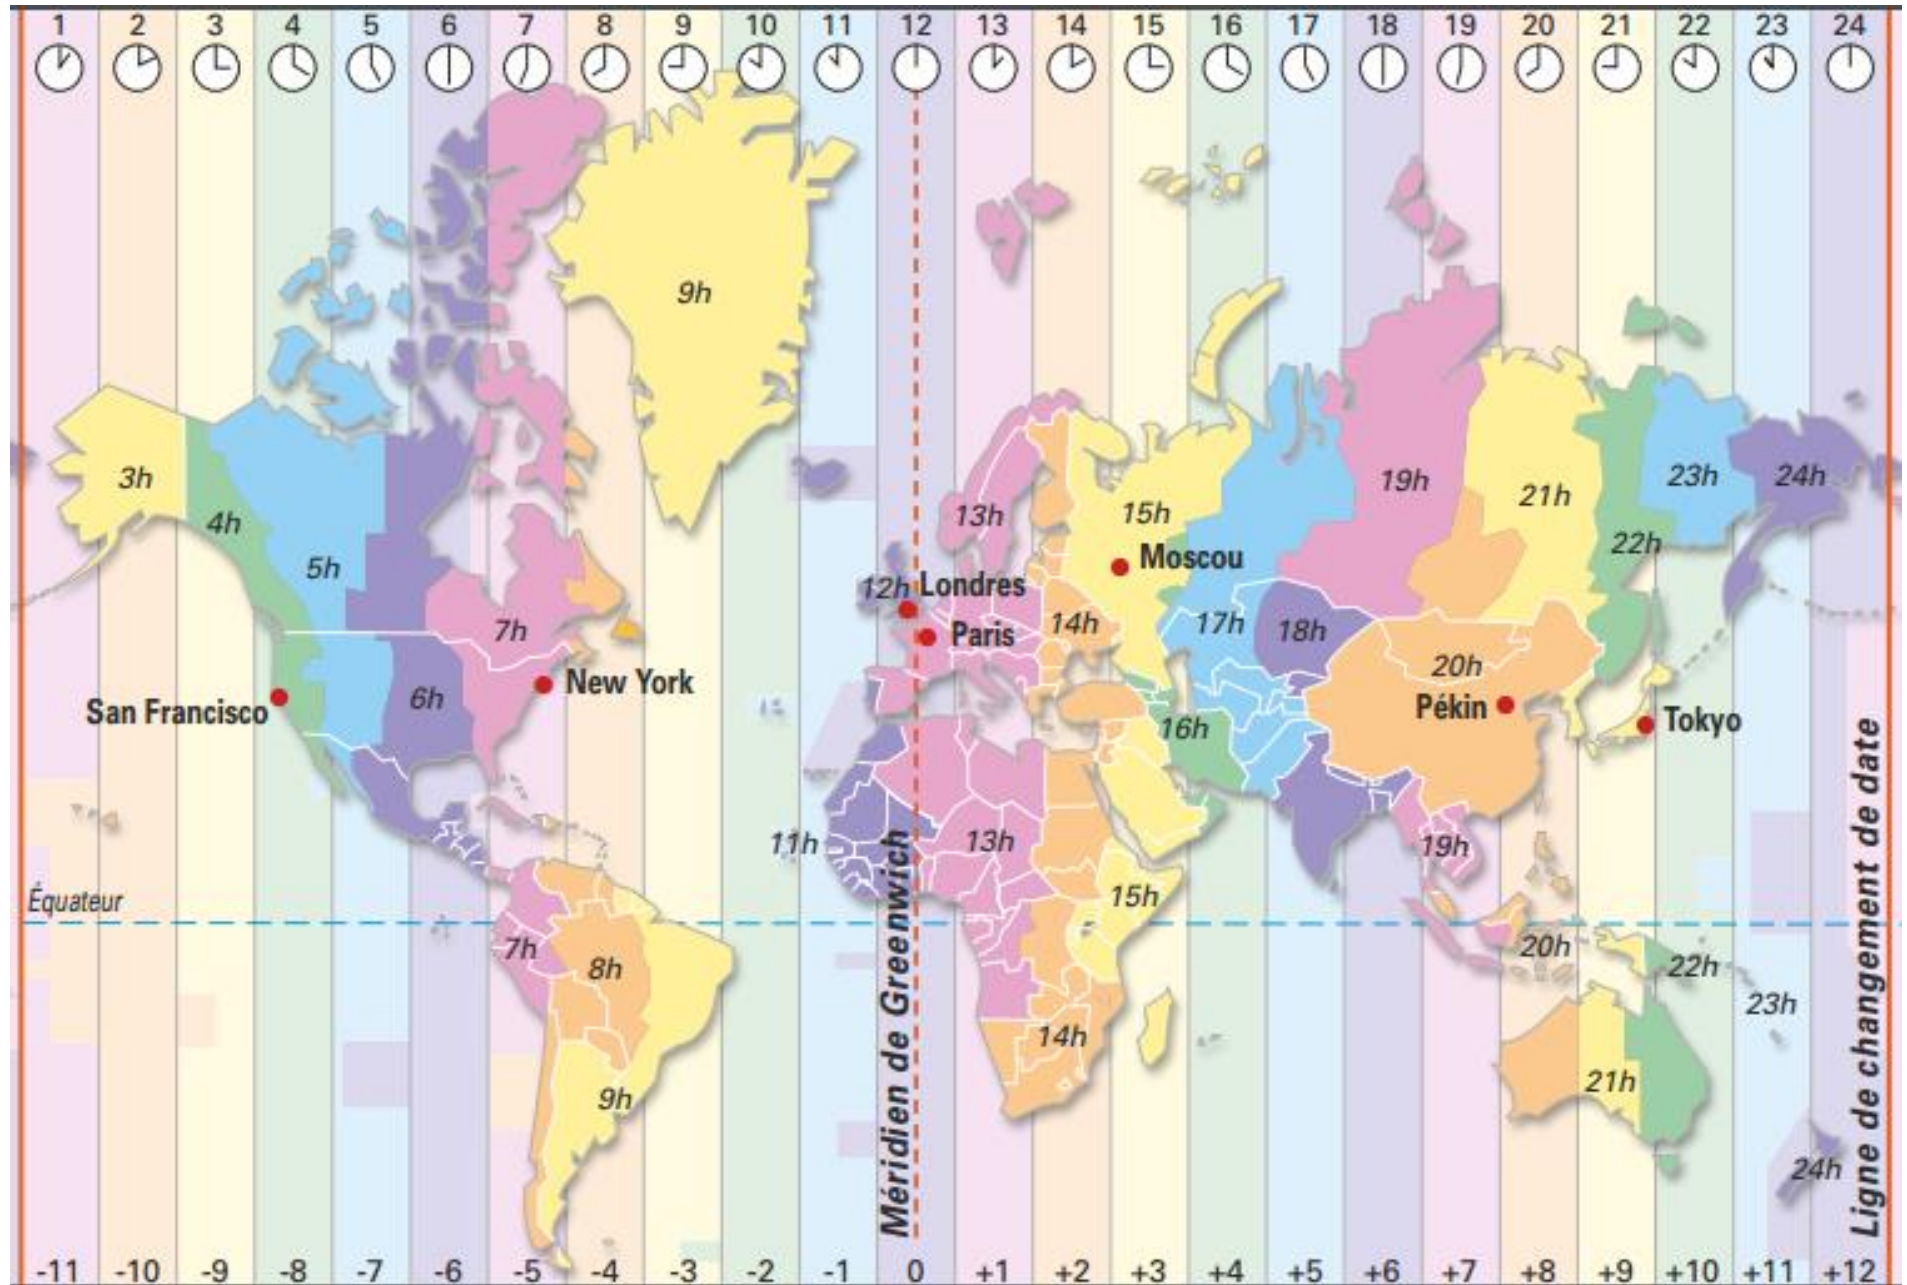 1 2 3 4 5 6 7 8 9 10 11 12 13 14 15 16 17 18 19 20 21 22 23 24
9h
3h
4h
5h
7h
6h
San Francisco
New York
12h
Londres
Paris
13h
14h
15h
Moscou
17h
18h
19h
21h
22h
23h
24h
20h
Pékin
Tokyo
16h
11h
13h
15h
19h
Équateur
7h
8h
9h
14h
20h
22h
23h
21h
24h
Méridien de Greenwich
Ligne de changement de date
-11 -10 -9 -8 -7 -6 -5 -4 -3 -2 -1 0 +1 +2 +3 +4 +5 +6 +7 +8 +9 +10 +11 +12